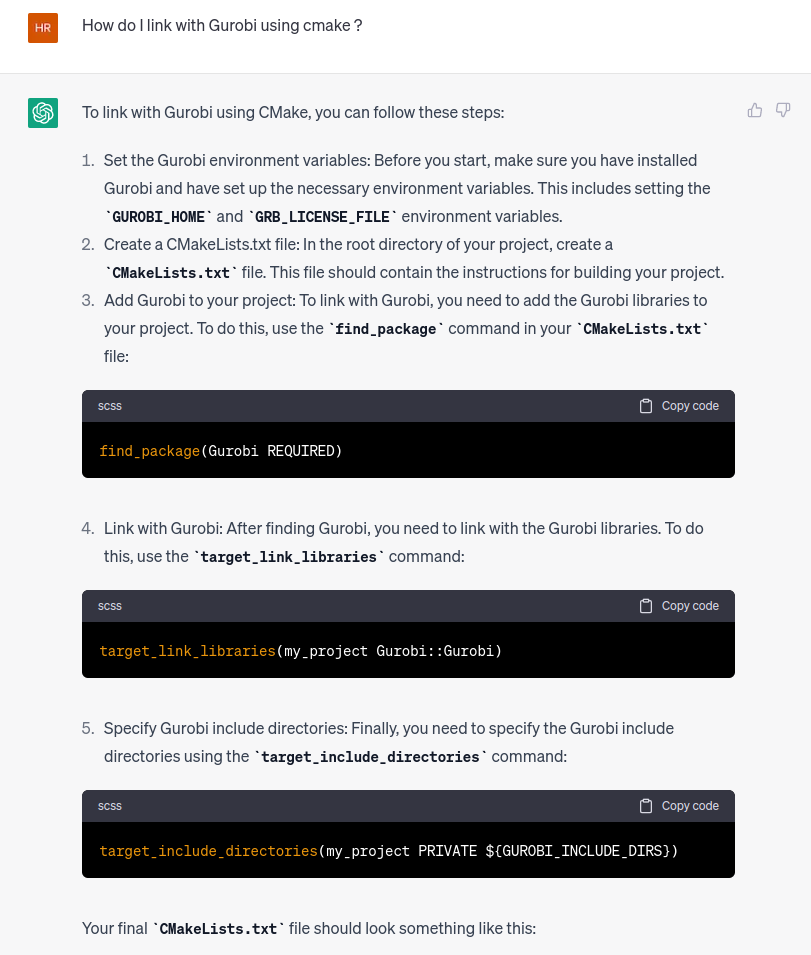 HR
How do I link with Gurobi using cmake ?
To link with Gurobi using CMake, you can follow these steps:
1. Set the Gurobi environment variables: Before you start, make sure you have installed
Gurobi and have set up the necessary environment variables. This includes setting the
`GUROBI_HOME` and `GRB_LICENSE_FILE` environment variables.
2. Create a CMakeLists.txt file: In the root directory of your project, create a
`CMakeLists.txt` file. This file should contain the instructions for building your project.
3. Add Gurobi to your project: To link with Gurobi, you need to add the Gurobi libraries to
your project. To do this, use the `find_package` command in your `CMakeLists.txt`
file:
scss Copy code
find_package(Gurobi REQUIRED)
4. Link with Gurobi: After finding Gurobi, you need to link with the Gurobi libraries. To do
this, use the `target_link_libraries` command:
scss Copy code
target_link_libraries(my_project Gurobi::Gurobi)
5. Specify Gurobi include directories: Finally, you need to specify the Gurobi include
directories using the `target_include_directories` command:
scss Copy code
target_include_directories(my_project PRIVATE ${GUROBI_INCLUDE_DIRS})
Your final `CMakeLists.txt` file should look something like this: